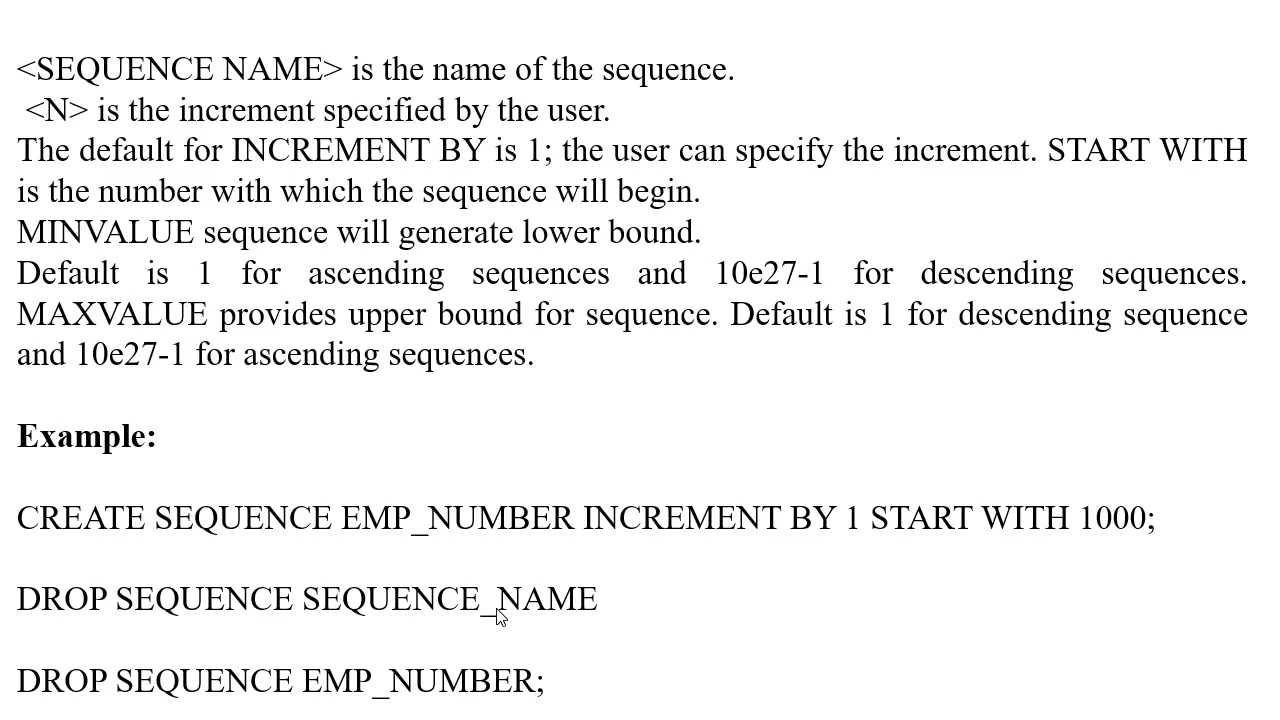 <SEQUENCE NAME> is the name of the sequence.
<N> is the increment specified by the user.
The default for INCREMENT BY is 1; the user can specify the increment. START WITH
is the number with which the sequence will begin.
MINVALUE sequence will generate lower bound.
Default is 1 for ascending sequences and 10e27-1 for descending sequences.
MAXVALUE provides upper bound for sequence. Default is 1 for descending sequence
and 10e27-1 for ascending sequences.
Example:
CREATE SEQUENCE EMP_NUMBER INCREMENT BY 1 START WITH 1000;
DROP SEQUENCE SEQUENCE_NAME
DROP SEQUENCE EMP_NUMBER;